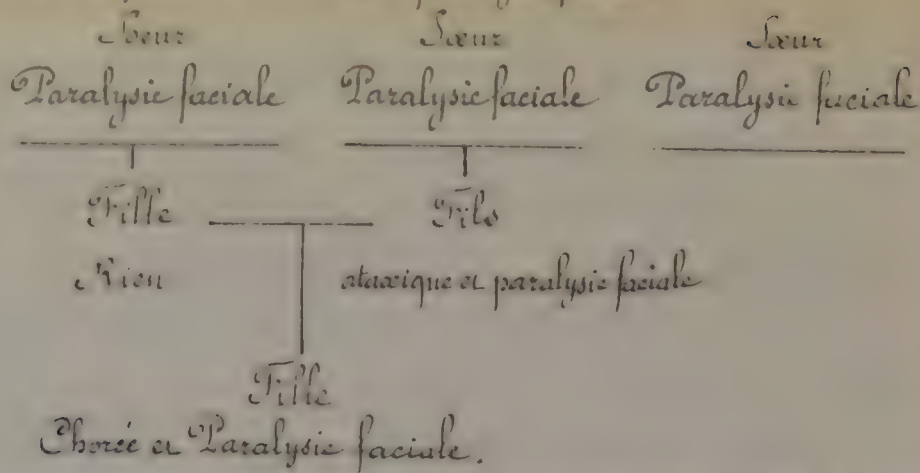 Sœur Sœur Sœur
Paralysie faciale Paralysie faciale Paralysie faciale
Fille Fils
Rien ataxique et paralysie faciale
Fille
Chorée et Paralysie faciale.